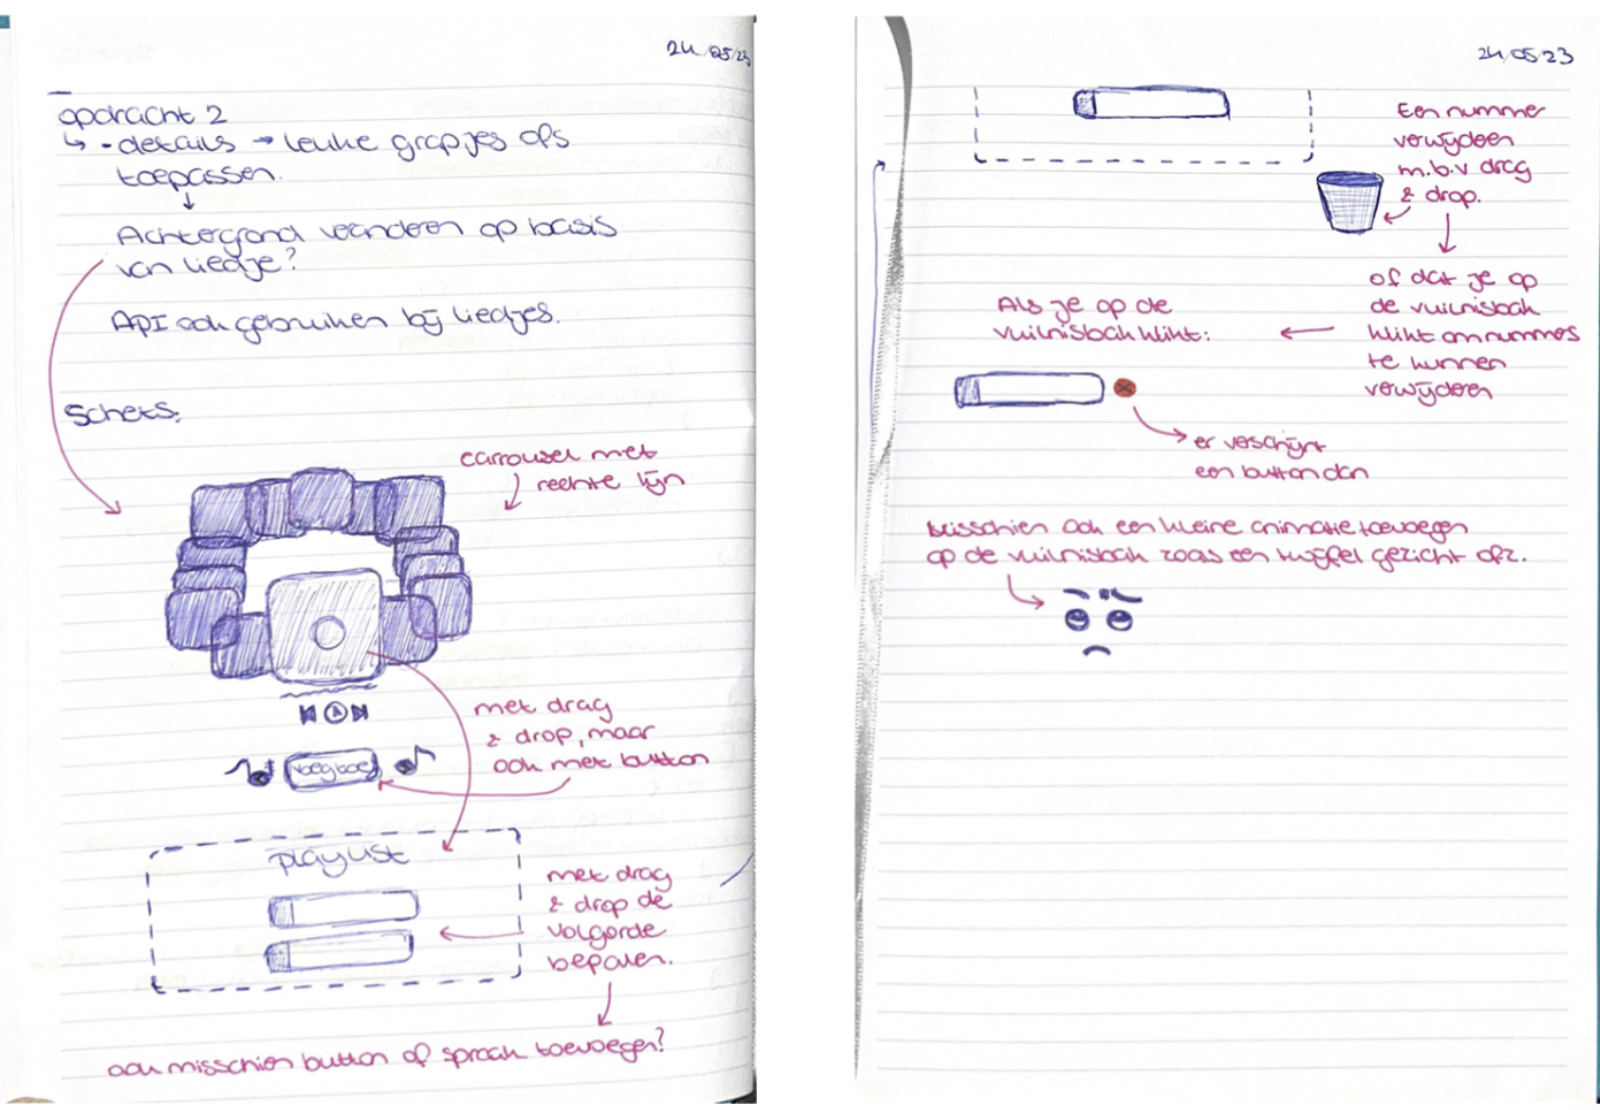 24/05/23
opdracht 2
↳ - details → leuke grapjes ofs
toepassen.
↓
Achtergrond veranderen op basis
van liedje?
API ook gebruiken bij liedjes.
Schets:
carrousel met
rechte lijn
met drag
& drop, maar
ook met button
voeg toe
playlist
met drag
& drop de
volgorde
bepalen.
ook misschien button of spraak toevoegen?
24/05/23
Een nummer
verwijderen
m.b.v drag
& drop.
of dat je op
de vuilnisbak
klikt om nummers
te kunnen
verwijderen
Als je op de
vuilnisbak klikt:
er verschijnt
een button dan
Misschien ook een kleine animatie toevoegen
op de vuilnisbak zoals een knuffel gezicht ofz.